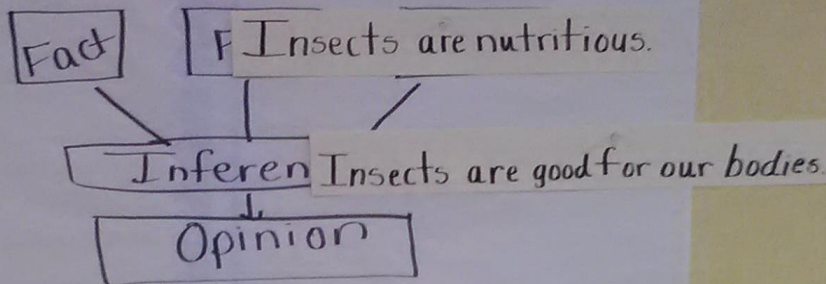 Fact F Insects are nutritious.
Inferen Insects are good for our bodies.
Opinion